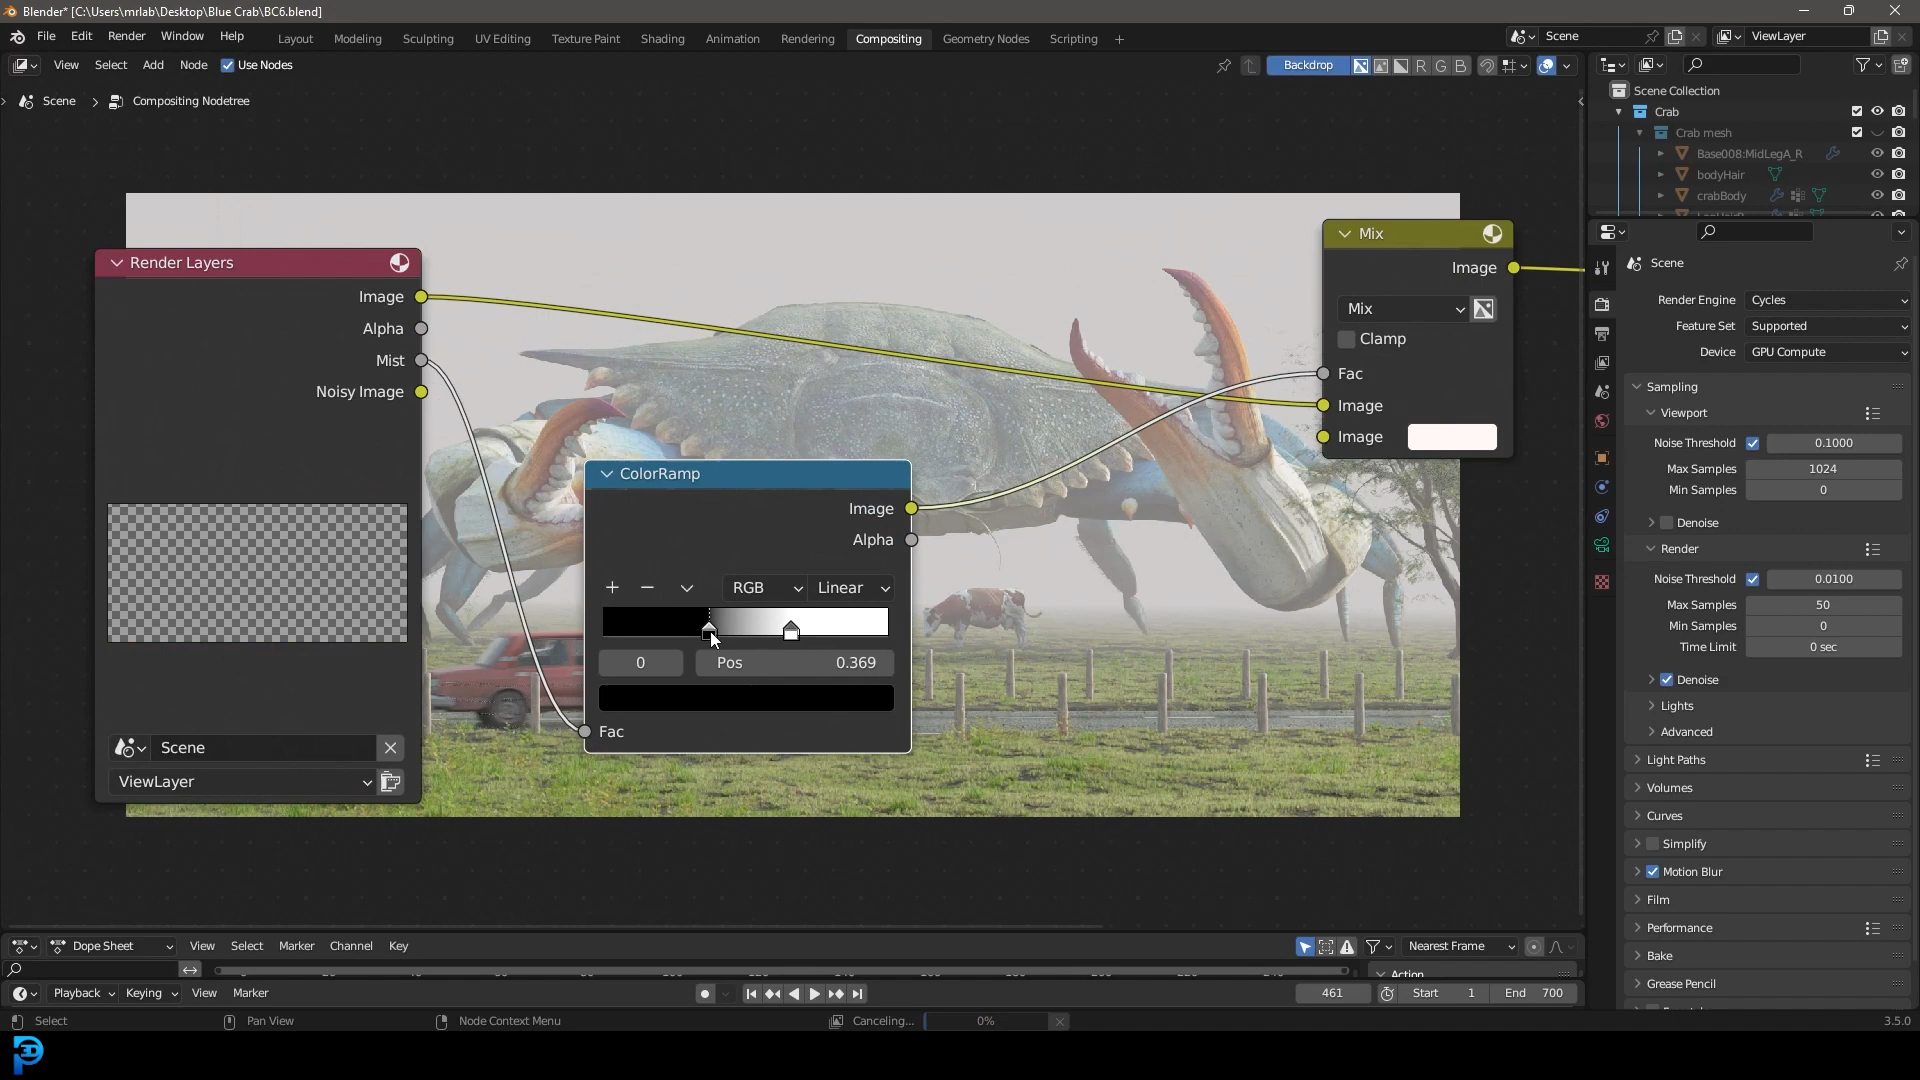 Blender* [C:\Users\mrlab\Desktop\Blue Crab\BC6.blend]
File Edit Render Window Help Layout Modeling Sculpting UV Editing Texture Paint Shading Animation Rendering Compositing Geometry Nodes Scripting + Scene ViewLayer
View Select Add Node Use Nodes Backdrop R G B
Scene > Compositing Nodetree
Scene Collection
Crab
Crab mesh
Base008:MidLegA_R
bodyHair
crabBody
Render Layers
Image
Alpha
Mist
Noisy Image
Scene
ViewLayer
ColorRamp
Image
Alpha
RGB Linear
0 Pos 0.369
Fac
Mix
Image
Mix
Clamp
Fac
Image
Image
Scene
Render Engine Cycles
Feature Set Supported
Device GPU Compute
Sampling
Viewport
Noise Threshold 0.1000
Max Samples 1024
Min Samples 0
Denoise
Render
Noise Threshold 0.0100
Max Samples 50
Min Samples 0
Time Limit 0 sec
Denoise
Lights
Advanced
Light Paths
Volumes
Curves
Simplify
Motion Blur
Film
Performance
Bake
Grease Pencil
Dope Sheet View Select Marker Channel Key Nearest Frame
Action
Playback Keying View Marker 461 Start 1 End 700
Select Pan View Node Context Menu Canceling... 0% 3.5.0